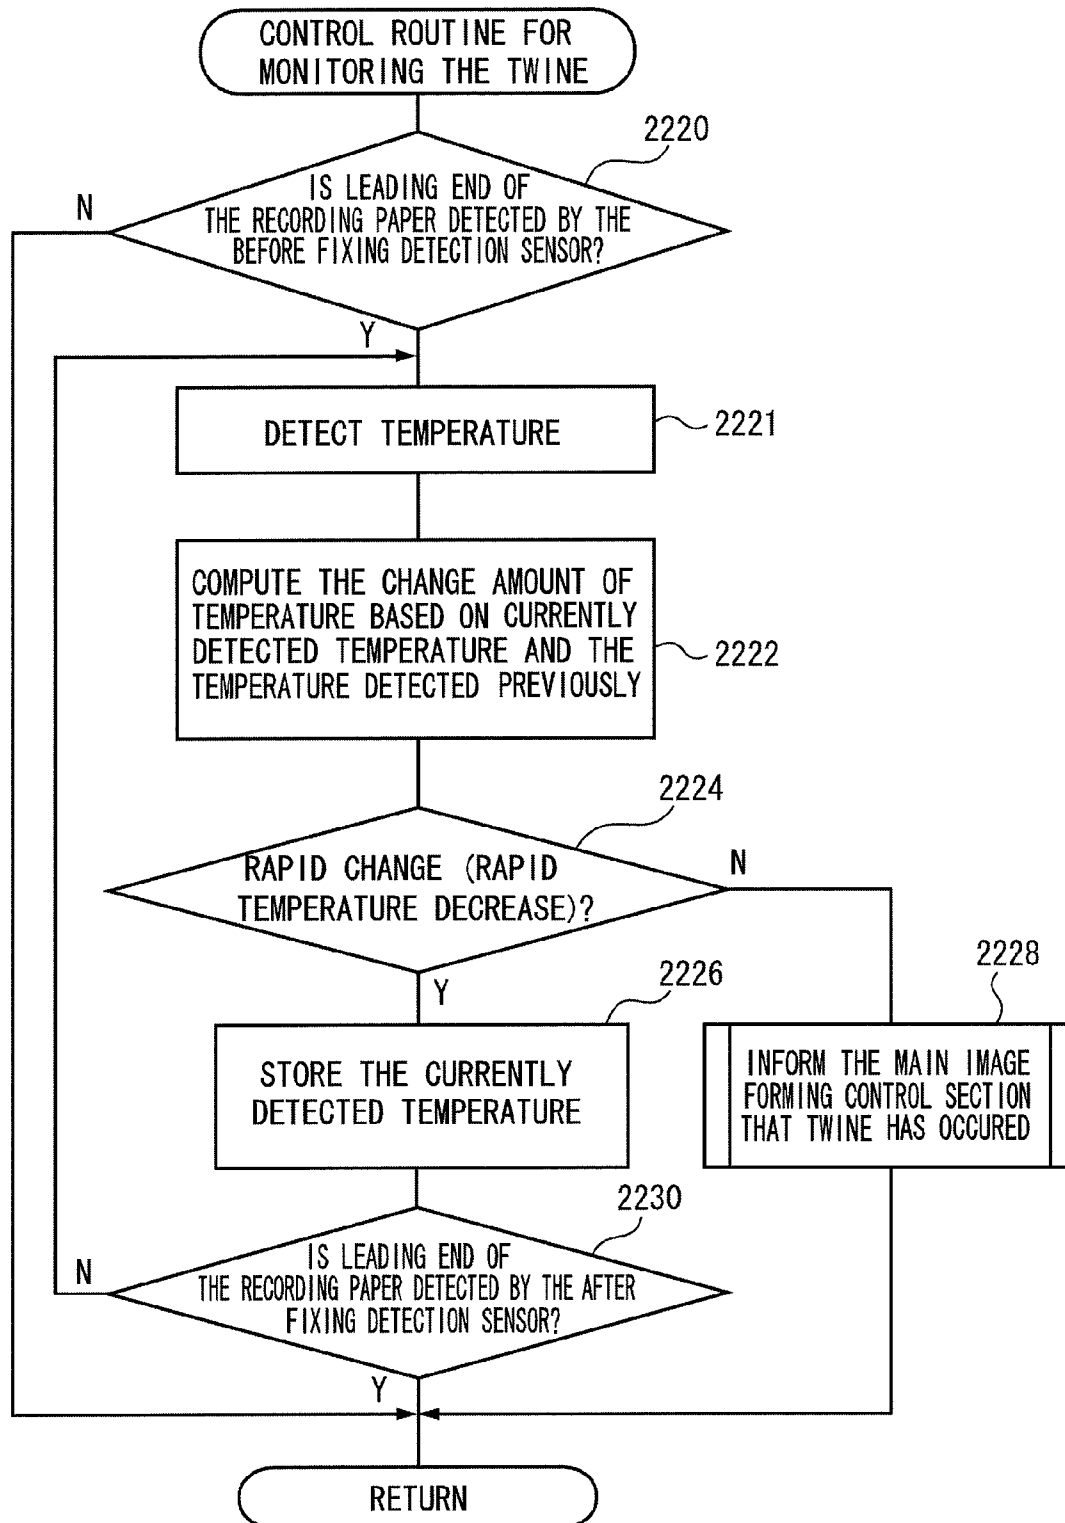 CONTROL ROUTINE FOR
MONITORING THE TWINE
2220
IS LEADING END OF
THE RECORDING PAPER DETECTED BY THE
BEFORE FIXING DETECTION SENSOR?
N
Y
DETECT TEMPERATURE
2221
COMPUTE THE CHANGE AMOUNT OF
TEMPERATURE BASED ON CURRENTLY
DETECTED TEMPERATURE AND THE
TEMPERATURE DETECTED PREVIOUSLY
2222
2224
RAPID CHANGE (RAPID
TEMPERATURE DECREASE)?
N
Y
2226
STORE THE CURRENTLY
DETECTED TEMPERATURE
2228
INFORM THE MAIN IMAGE
FORMING CONTROL SECTION
THAT TWINE HAS OCCURED
2230
IS LEADING END OF
THE RECORDING PAPER DETECTED BY THE AFTER
FIXING DETECTION SENSOR?
N
Y
RETURN